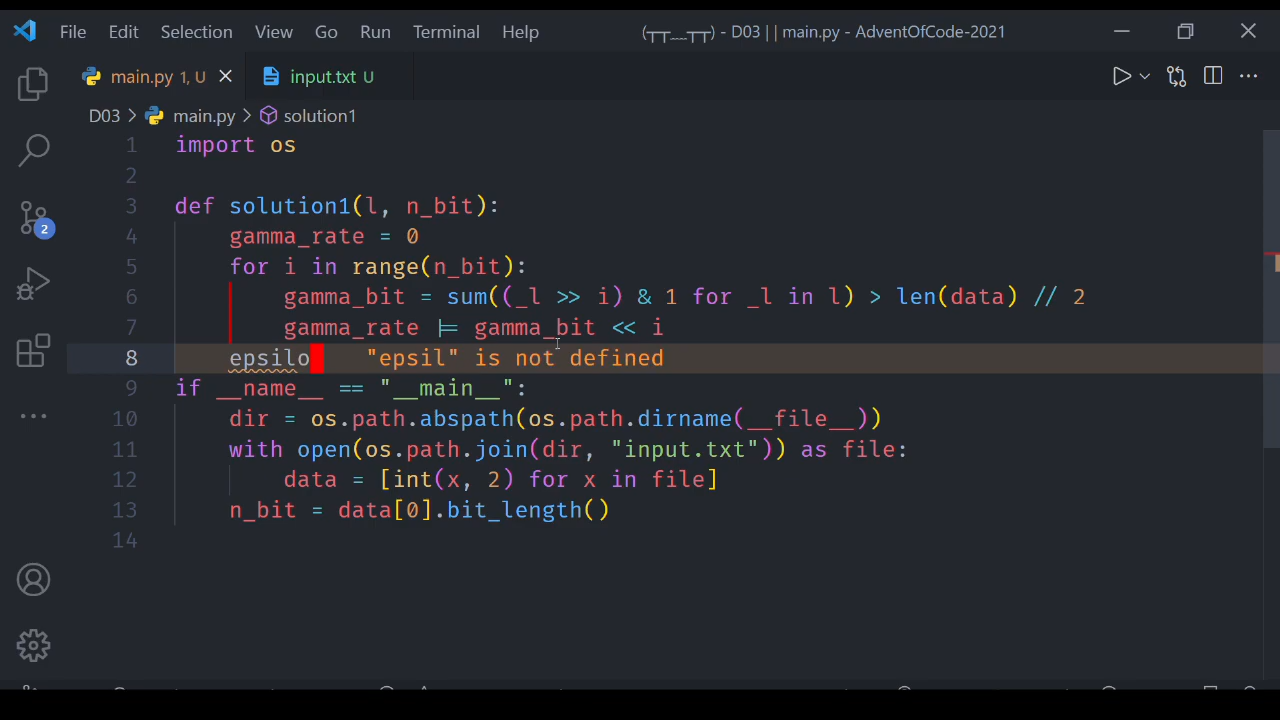 File Edit Selection View Go Run Terminal Help (┬┬﹏┬┬) - D03 | | main.py - AdventOfCode-2021
main.py 1, U input.txt U
D03 > main.py > solution1
1 import os
2
3 def solution1(l, n_bit):
4 gamma_rate = 0
5 for i in range(n_bit):
6 gamma_bit = sum((_l >> i) & 1 for _l in l) > len(data) // 2
7 gamma_rate |= gamma_bit << i
8 epsilo "epsil" is not defined
9 if __name__ == "__main__":
10 dir = os.path.abspath(os.path.dirname(__file__))
11 with open(os.path.join(dir, "input.txt")) as file:
12 data = [int(x, 2) for x in file]
13 n_bit = data[0].bit_length()
14
2